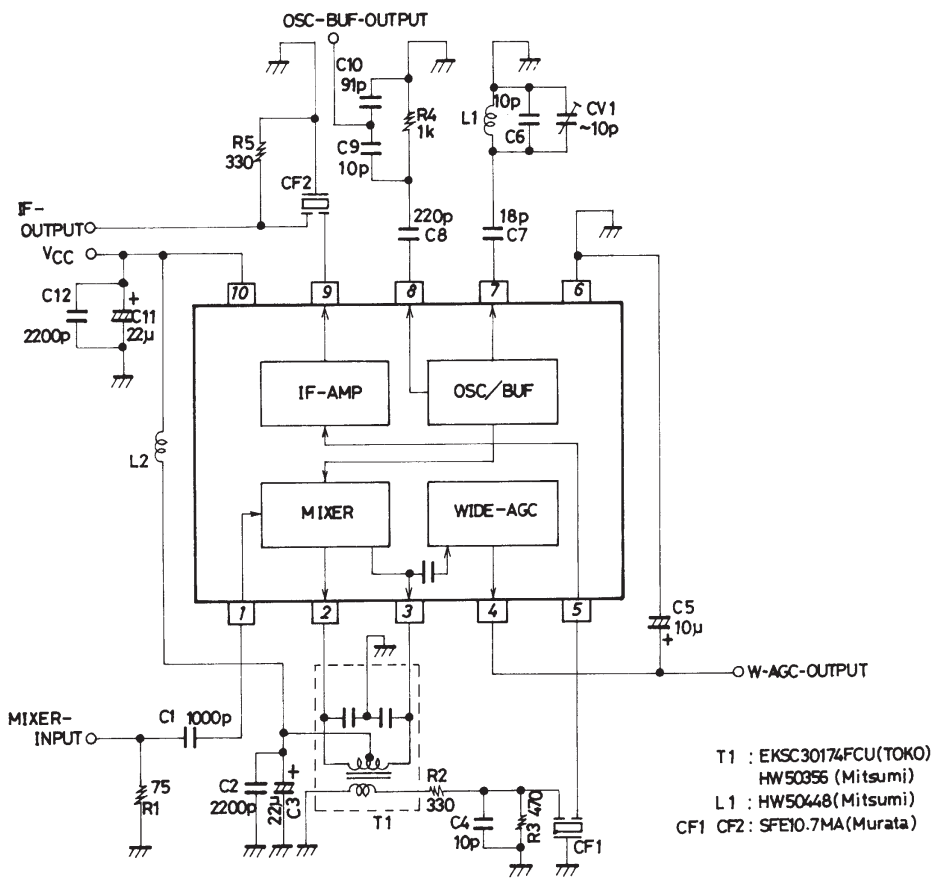 OSC-BUF-OUTPUT
C10
91p
R4
1k
C9
10p
L1
10p
C6
CV1
~10p
R5
330
CF2
IF-
OUTPUT
220p
C8
18p
C7
VCC
10
9
8
7
6
C12
2200p
+
C11
22μ
IF-AMP
OSC/BUF
L2
MIXER
WIDE-AGC
1
2
3
4
5
C5
10μ
+
W-AGC-OUTPUT
MIXER-
INPUT
C1
1000p
75
R1
C2
2200p
+
22μ
C3
T1
R2
330
C4
10p
R3 470
CF1
T1 : EKSC30174FCU(TOKO)
HW50356 (Mitsumi)
L1 : HW50448(Mitsumi)
CF1 CF2 : SFE10.7MA(Murata)